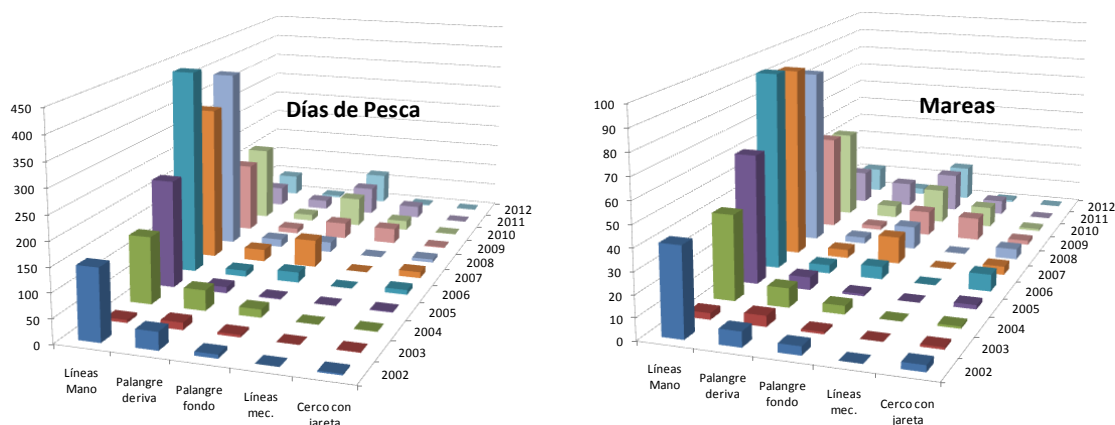 Días de Pesca
450
400
350
300
250
200
150
100
50
0
Líneas
Mano
Palangre
deriva
Palangre
fondo
Líneas
mec.
Cerco con
jareta
2002
2003
2004
2005
2006
2007
2008
2009
2010
2011
2012
Mareas
100
90
80
70
60
50
40
30
20
10
0
Líneas
Mano
Palangre
deriva
Palangre
fondo
Líneas
mec.
Cerco con
jareta
2002
2003
2004
2005
2006
2007
2008
2009
2010
2011
2012